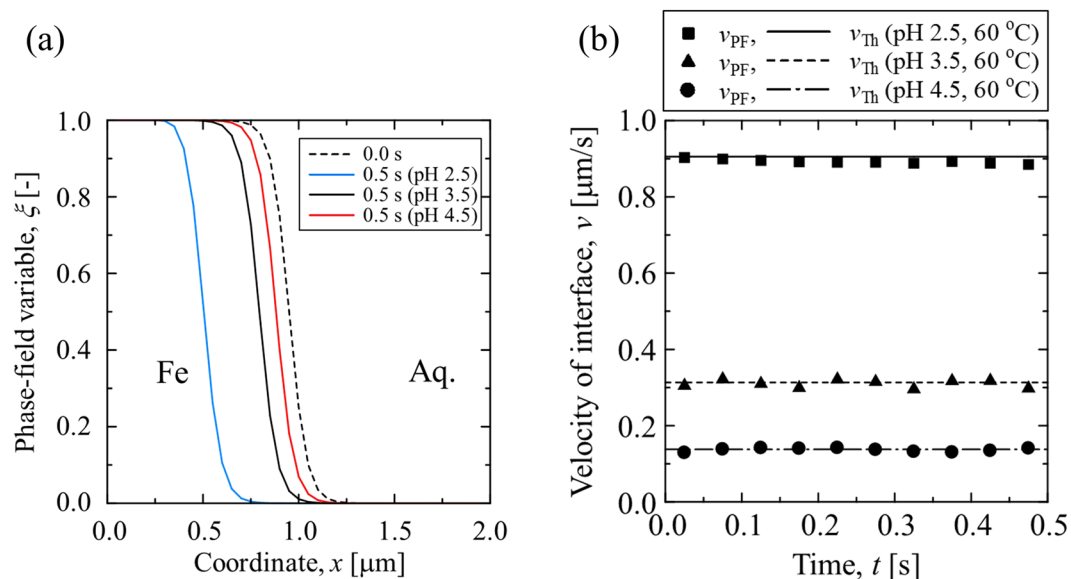 (a)
0.0 s
0.5 s (pH 2.5)
0.5 s (pH 3.5)
0.5 s (pH 4.5)
Fe
Aq.
Phase-field variable, ξ [-]
1.0
0.8
0.6
0.4
0.2
0.0
0.0 0.5 1.0 1.5 2.0
Coordinate, x [μm]
(b)
vPF, vTh (pH 2.5, 60 °C)
vPF, vTh (pH 3.5, 60 °C)
vPF, vTh (pH 4.5, 60 °C)
Velocity of interface, v [μm/s]
1.0
0.8
0.6
0.4
0.2
0.0
0.0 0.1 0.2 0.3 0.4 0.5
Time, t [s]